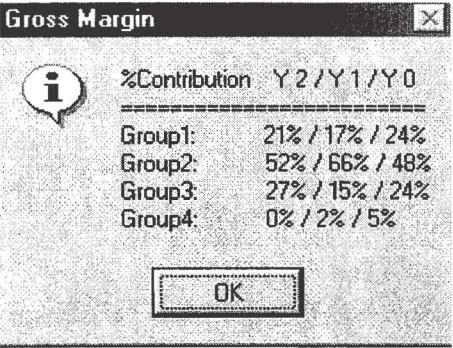 Gross Margin
%Contribution Y2/Y1/Y0
==========================
Group1: 21% / 17% / 24%
Group2: 52% / 66% / 48%
Group3: 27% / 15% / 24%
Group4: 0% / 2% / 5%
OK